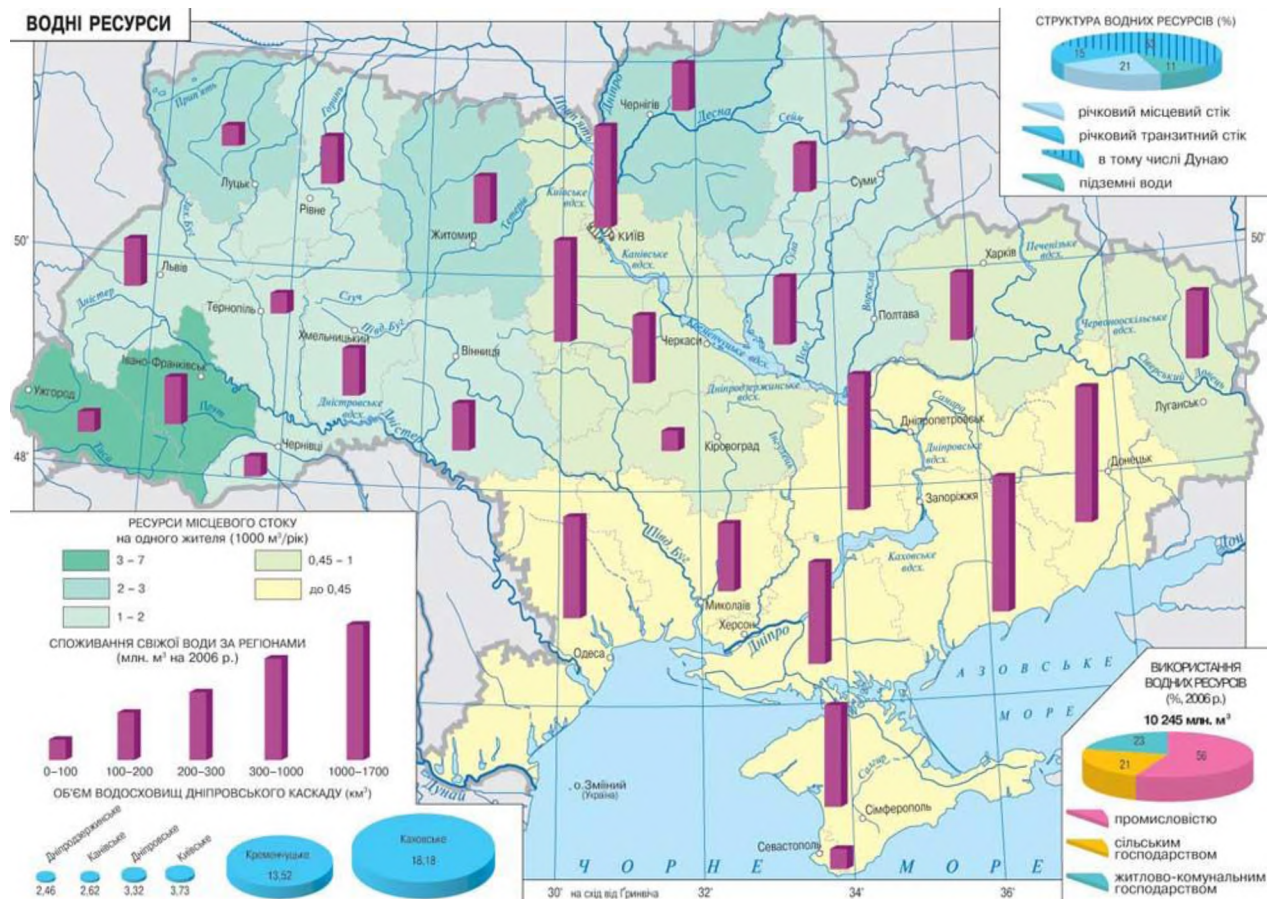 ВОДНІ РЕСУРСИ
СТРУКТУРА ВОДНИХ РЕСУРСІВ (%)
15
21
11
річковий місцевий стік
річковий транзитний стік
в тому числі Дунаю
підземні води
Прип'ять
Горинь
Прип'ять
Дніпро
Чернігів
Десна
Сейм
Луцьк
Рівне
Зах. Буг
Житомир
Тетерів
Київське
вдсх.
КИЇВ
Суми
Сула
50°
50°
Львів
Дністер
Тернопіль
Случ
Хмельницький
Півд. Буг
Вінниця
Канівське
вдсх.
Черкаси
Кременчуцьке вдсх.
Псел
Ворскла
Полтава
Харків
Печенізьке
вдсх.
Червонооскільське
вдсх.
Сіверський Донець
Луганськ
Ужгород
Івано-Франківськ
Прут
Тиса
Чернівці
Дністровське
вдсх.
Дністер
48°
Дніпродзержинське
вдсх.
Кіровоград
Інгулець
Самара
Дніпропетровськ
Дніпровське
вдсх.
Донецьк
Запоріжжя
Каховське
вдсх.
Півд. Буг
Миколаїв
Херсон
Дніпро
Одеса
Дон
АЗОВСЬКЕ
МОРЕ
Дунай
о. Зміїний
(Україна)
Салгир
Сімферополь
Севастополь
ЧОРНЕ МОРЕ
30°
на схід від Ґринвіча
32°
34°
36°
РЕСУРСИ МІСЦЕВОГО СТОКУ
на одного жителя (1000 м³/рік)
3 – 7
0,45 – 1
2 – 3
до 0,45
1 – 2
СПОЖИВАННЯ СВІЖОЇ ВОДИ ЗА РЕГІОНАМИ
(млн. м³ на 2006 р.)
0–100
100–200
200–300
300–1000
1000–1700
ОБ'ЄМ ВОДОСХОВИЩ ДНІПРОВСЬКОГО КАСКАДУ (км³)
Дніпродзержинське
Канівське
Дніпровське
Київське
Кременчуцьке
Каховське
2,46
2,62
3,32
3,73
13,52
18,18
ВИКОРИСТАННЯ
ВОДНИХ РЕСУРСІВ
(%, 2006 р.)
10 245 млн. м³
23
56
21
промисловістю
сільським
господарством
житлово-комунальним
господарством